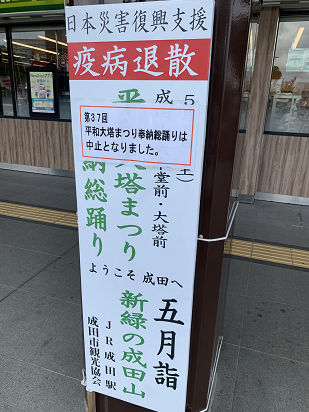 日本災害復興支援
疫病退散
第37回
平和大塔まつり奉納総踊りは
中止となりました。
成
5
土)
堂前・大塔前
平
大塔まつり
納総踊り
ようこそ 成田へ
五月詣
新緑の成田山
JR成田駅
成田市観光協会